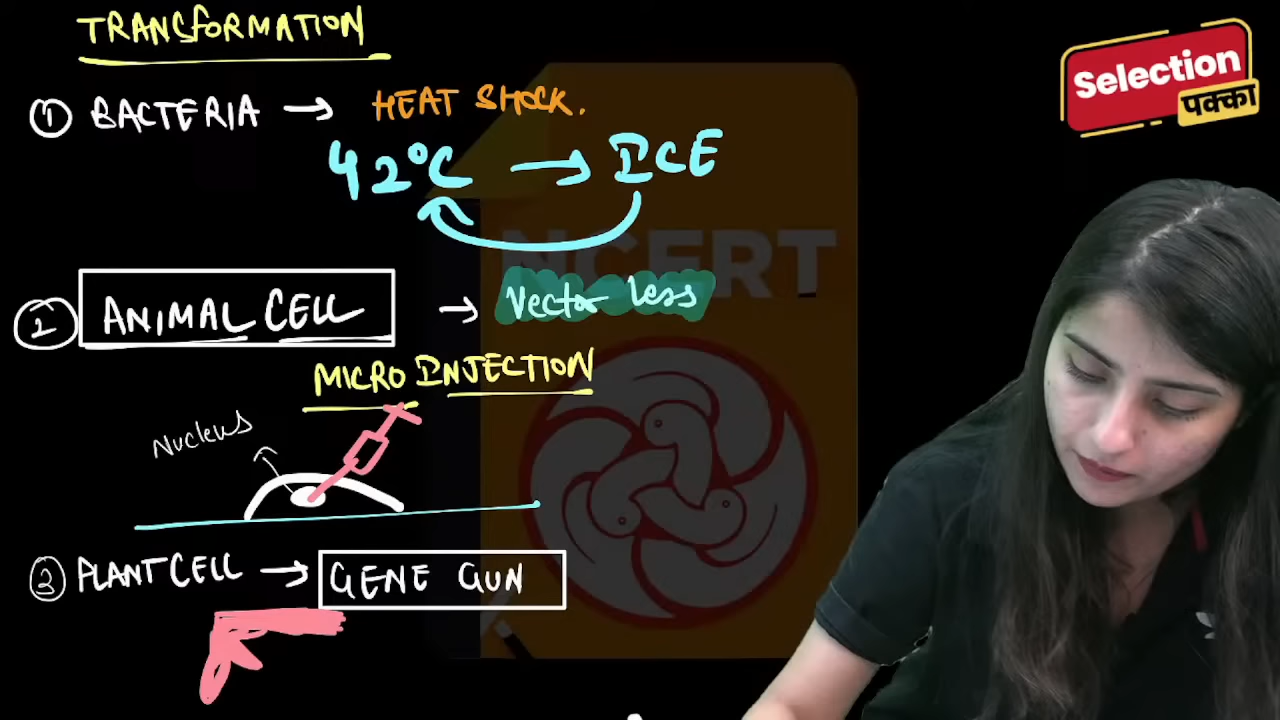 TRANSFORMATION
① BACTERIA → HEAT SHOCK.
42°C → ICE
② ANIMAL CELL → Vector less
MICRO INJECTION
Nucleus
③ PLANT CELL → GENE GUN
NCERT
Selection
पक्का